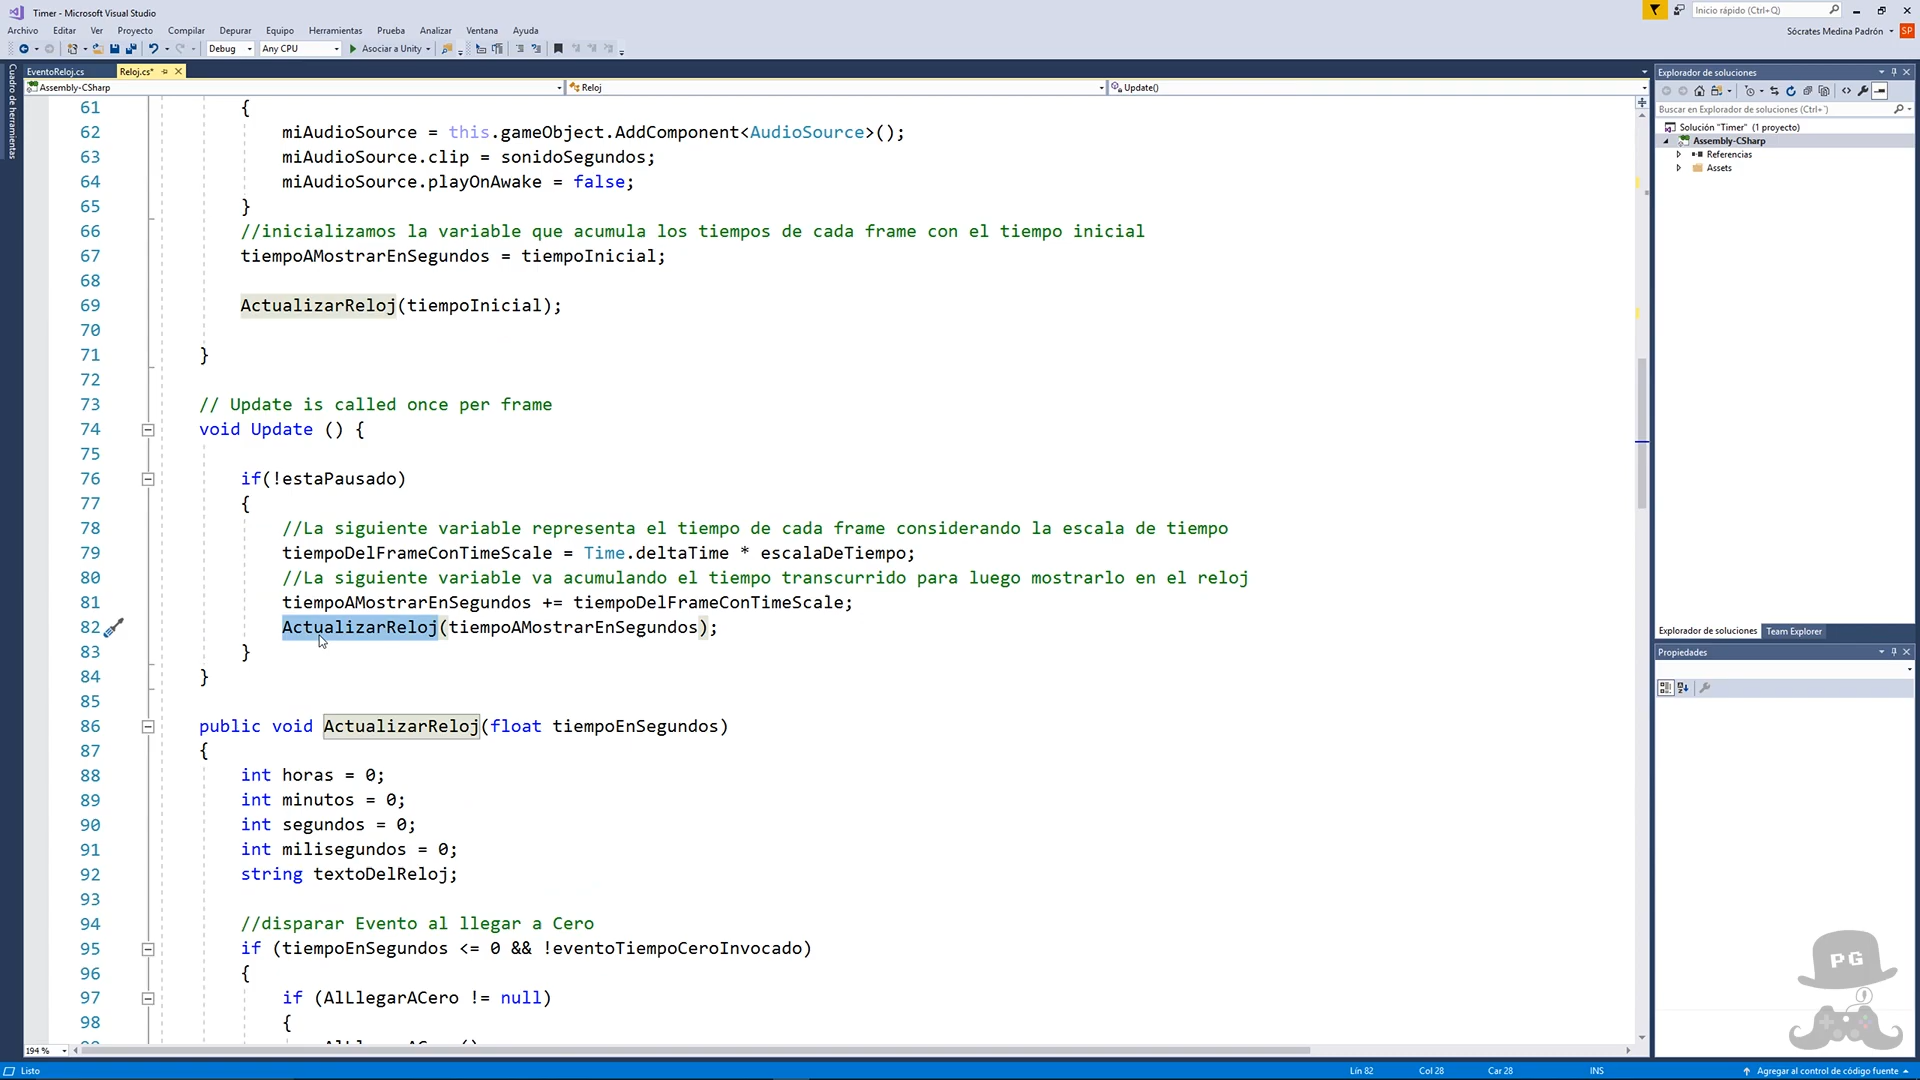 Timer - Microsoft Visual Studio
Inicio rápido (Ctrl+Q)
Archivo Editar Ver Proyecto Compilar Depurar Equipo Herramientas Prueba Analizar Ventana Ayuda
Sócrates Medina Padrón SP
Debug Any CPU Asociar a Unity
Cuadro de herramientas
EventoReloj.cs Reloj.cs*
Assembly-CSharp Reloj Update()
61 {
62 miAudioSource = this.gameObject.AddComponent<AudioSource>();
63 miAudioSource.clip = sonidoSegundos;
64 miAudioSource.playOnAwake = false;
65 }
66 //inicializamos la variable que acumula los tiempos de cada frame con el tiempo inicial
67 tiempoAMostrarEnSegundos = tiempoInicial;
68
69 ActualizarReloj(tiempoInicial);
70
71 }
72
73 // Update is called once per frame
74 void Update () {
75
76 if(!estaPausado)
77 {
78 //La siguiente variable representa el tiempo de cada frame considerando la escala de tiempo
79 tiempoDelFrameConTimeScale = Time.deltaTime * escalaDeTiempo;
80 //La siguiente variable va acumulando el tiempo transcurrido para luego mostrarlo en el reloj
81 tiempoAMostrarEnSegundos += tiempoDelFrameConTimeScale;
82 ActualizarReloj(tiempoAMostrarEnSegundos);
83 }
84 }
85
86 public void ActualizarReloj(float tiempoEnSegundos)
87 {
88 int horas = 0;
89 int minutos = 0;
90 int segundos = 0;
91 int milisegundos = 0;
92 string textoDelReloj;
93
94 //disparar Evento al llegar a Cero
95 if (tiempoEnSegundos <= 0 && !eventoTiempoCeroInvocado)
96 {
97 if (AlLlegarACero != null)
98 {
Explorador de soluciones
Buscar en Explorador de soluciones (Ctrl+´)
Solución "Timer" (1 proyecto)
Assembly-CSharp
Referencias
Assets
Explorador de soluciones Team Explorer
Propiedades
PG
194 %
Listo Lín 82 Col 28 Car 28 INS Agregar al control de código fuente